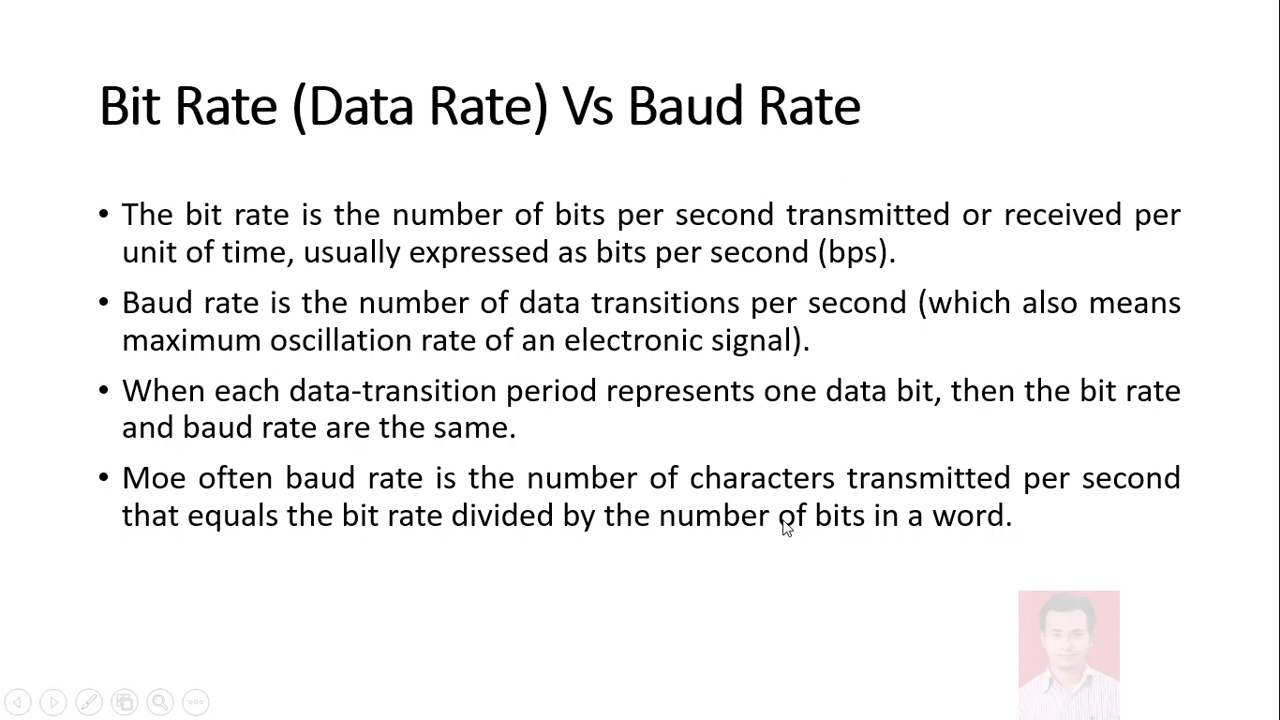 Bit Rate (Data Rate) Vs Baud Rate
• The bit rate is the number of bits per second transmitted or received per
unit of time, usually expressed as bits per second (bps).
• Baud rate is the number of data transitions per second (which also means
maximum oscillation rate of an electronic signal).
• When each data-transition period represents one data bit, then the bit rate
and baud rate are the same.
• Moe often baud rate is the number of characters transmitted per second
that equals the bit rate divided by the number of bits in a word.